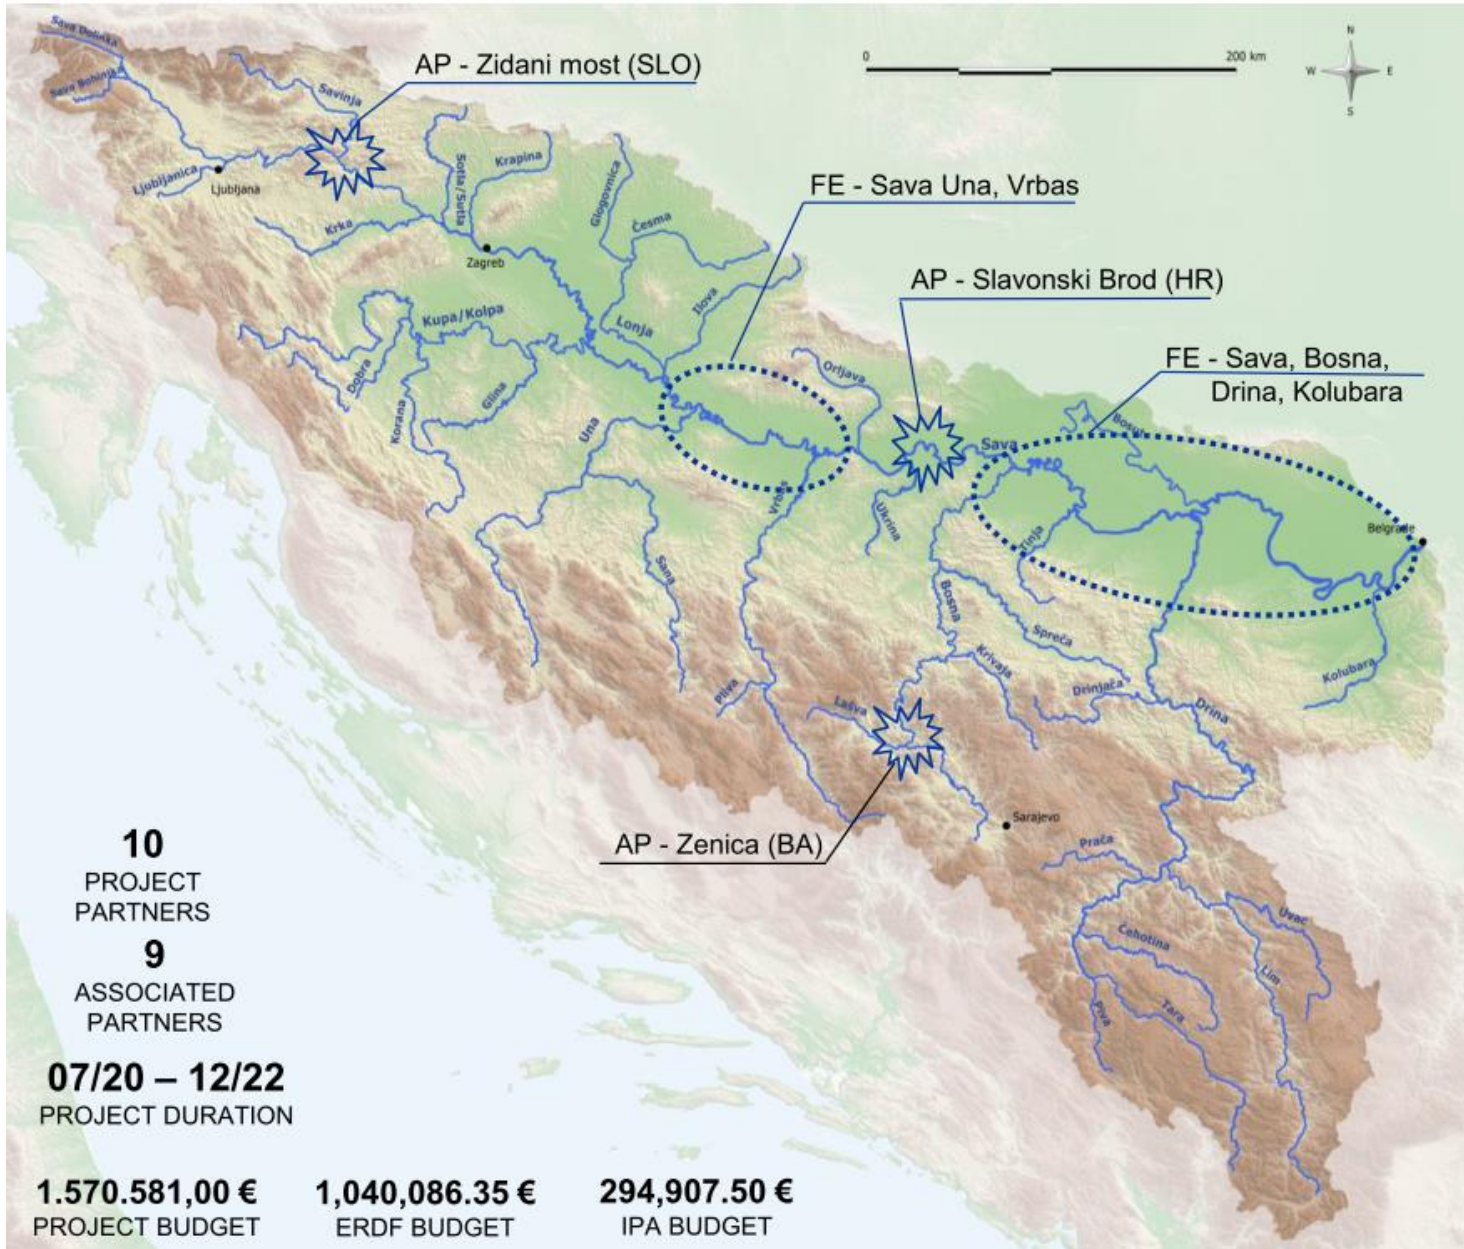 Sava Dolinka
AP - Zidani most (SLO)
0
200 km
N
W
E
S
Sava Bohinjka
Savinja
Ljubljanica
Ljubljana
Sotla/Sutla
Krapina
Glogovnica
Česma
FE - Sava Una, Vrbas
Krka
Zagreb
AP - Slavonski Brod (HR)
Ilova
Kupa/Kolpa
Lonja
FE - Sava, Bosna,
Drina, Kolubara
Dobra
Orljava
Glina
Korana
Una
Bosut
Sava
Vrbas
Ukrina
Tinja
Belgrade
Sana
Bosna
Spreča
Krivaja
Kolubara
Pliva
Lašva
Drinjača
Drina
Sarajevo
AP - Zenica (BA)
Prača
Uvac
Ćehotina
Lim
Tara
Piva
10
PROJECT
PARTNERS
9
ASSOCIATED
PARTNERS
07/20 – 12/22
PROJECT DURATION
1.570.581,00 €
PROJECT BUDGET
1,040,086.35 €
ERDF BUDGET
294,907.50 €
IPA BUDGET